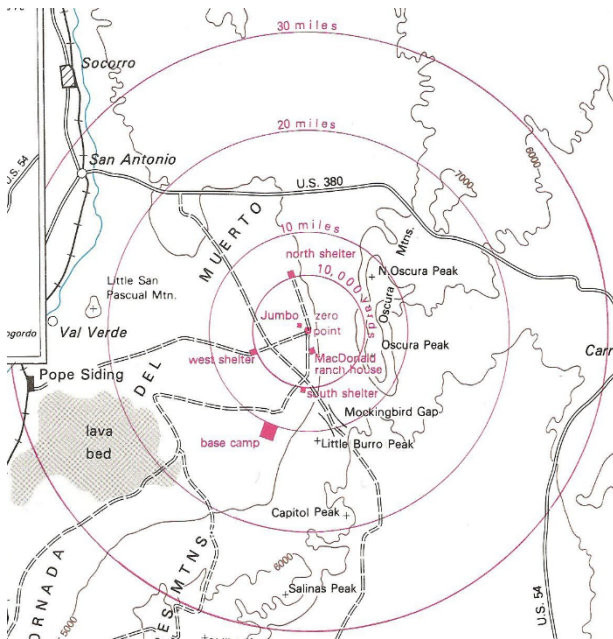 30 miles
Socorro
20 miles
6000
San Antonio
U.S. 54
U.S. 380
7000
MUERTO
10 miles
north shelter
10,000 yards
Mtns.
N. Oscura Peak
Oscura
Little San
Pascual Mtn.
Jumbo
zero
point
Val Verde
Oscura Peak
west shelter
MacDonald
ranch house
Carr
ogordo
Pope Siding
DEL
south shelter
Mockingbird Gap
lava
bed
base camp
Little Burro Peak
Capitol Peak
ORNADA
ES MTNS
6000
Salinas Peak
5000
U.S. 54